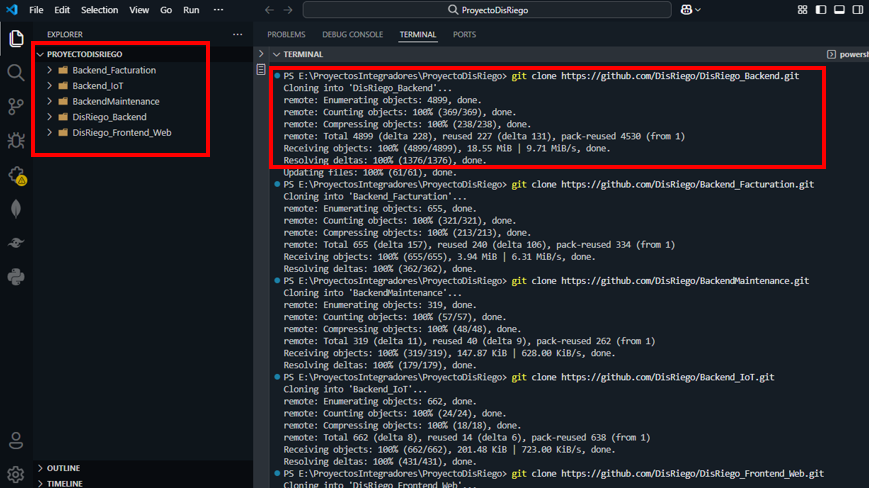 File Edit Selection View Go Run ...
ProyectoDisRiego
EXPLORER ...
PROYECTODISRIEGO
Backend_Facturation
Backend_IoT
BackendMaintenance
DisRiego_Backend
DisRiego_Frontend_Web
OUTLINE
TIMELINE
PROBLEMS DEBUG CONSOLE TERMINAL PORTS
TERMINAL
PS E:\ProyectosIntegradores\ProyectoDisRiego> git clone https://github.com/DisRiego/DisRiego_Backend.git
Cloning into 'DisRiego_Backend'...
remote: Enumerating objects: 4899, done.
remote: Counting objects: 100% (369/369), done.
remote: Compressing objects: 100% (238/238), done.
remote: Total 4899 (delta 228), reused 227 (delta 131), pack-reused 4530 (from 1)
Receiving objects: 100% (4899/4899), 18.55 MiB | 9.71 MiB/s, done.
Resolving deltas: 100% (1376/1376), done.
Updating files: 100% (61/61), done.
PS E:\ProyectosIntegradores\ProyectoDisRiego> git clone https://github.com/DisRiego/Backend_Facturation.git
Cloning into 'Backend_Facturation'...
remote: Enumerating objects: 655, done.
remote: Counting objects: 100% (321/321), done.
remote: Compressing objects: 100% (213/213), done.
remote: Total 655 (delta 157), reused 240 (delta 106), pack-reused 334 (from 1)
Receiving objects: 100% (655/655), 3.94 MiB | 6.31 MiB/s, done.
Resolving deltas: 100% (362/362), done.
PS E:\ProyectosIntegradores\ProyectoDisRiego> git clone https://github.com/DisRiego/BackendMaintenance.git
Cloning into 'BackendMaintenance'...
remote: Enumerating objects: 319, done.
remote: Counting objects: 100% (57/57), done.
remote: Compressing objects: 100% (48/48), done.
remote: Total 319 (delta 11), reused 40 (delta 9), pack-reused 262 (from 1)
Receiving objects: 100% (319/319), 147.87 KiB | 628.00 KiB/s, done.
Resolving deltas: 100% (179/179), done.
PS E:\ProyectosIntegradores\ProyectoDisRiego> git clone https://github.com/DisRiego/Backend_IoT.git
Cloning into 'Backend_IoT'...
remote: Enumerating objects: 662, done.
remote: Counting objects: 100% (24/24), done.
remote: Compressing objects: 100% (18/18), done.
remote: Total 662 (delta 8), reused 14 (delta 6), pack-reused 638 (from 1)
Receiving objects: 100% (662/662), 201.48 KiB | 723.00 KiB/s, done.
Resolving deltas: 100% (431/431), done.
PS E:\ProyectosIntegradores\ProyectoDisRiego> git clone https://github.com/DisRiego/DisRiego_Frontend_Web.git
Cloning into 'DisRiego_Frontend_Web'...